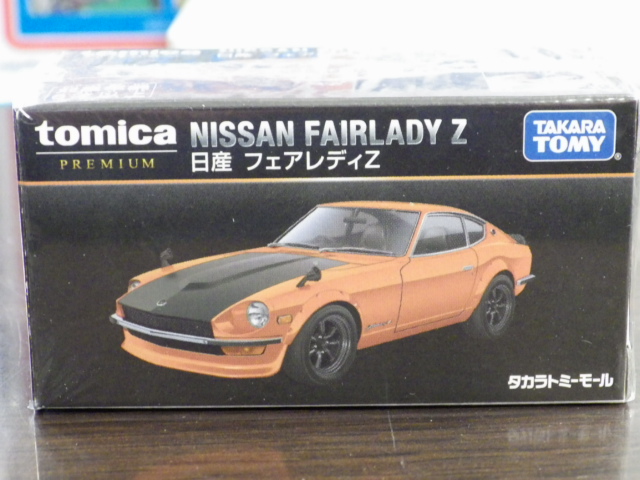 tomica
PREMIUM
NISSAN FAIRLADY Z
日産 フェアレディZ
TAKARA
TOMY
®
タカラトミーモール